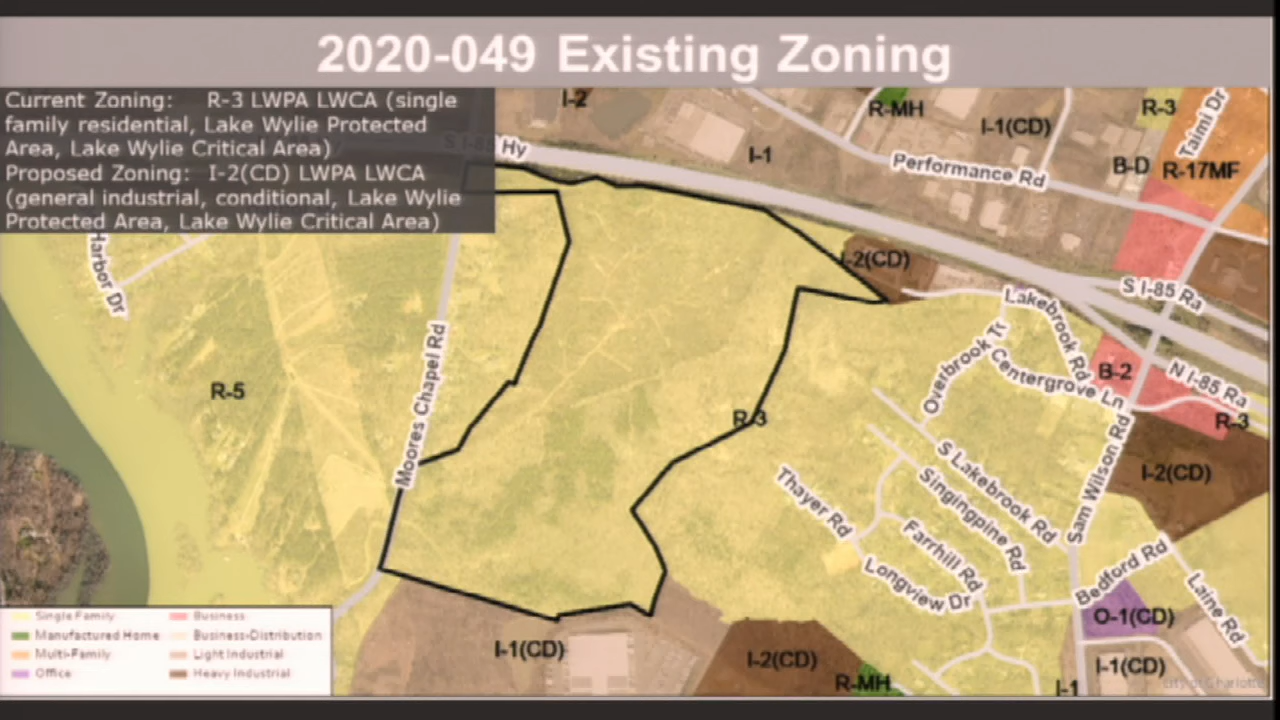 2020-049 Existing Zoning
Current Zoning: R-3 LWPA LWCA (single
family residential, Lake Wylie Protected
Area, Lake Wylie Critical Area)
Proposed Zoning: I-2(CD) LWPA LWCA
(general industrial, conditional, Lake Wylie
Protected Area, Lake Wylie Critical Area)
I-2
R-MH
I-1(CD)
R-3
Taimi Dr
S I-85 Hy
I-1
Performance Rd
B-D
R-17MF
Harbor Dr
I-2(CD)
S I-85 Ra
Lakebrook Rd
Overbrook Tr
Centergrove Ln
B-2
N I-85 Ra
R-5
Moores Chapel Rd
R-3
R-3
I-2(CD)
S Lakebrook Rd
Sam Wilson Rd
Singingpine Rd
Thayer Rd
Farrhill Rd
Longview Dr
Bedford Rd
Laine Rd
O-1(CD)
I-1(CD)
I-2(CD)
I-1(CD)
R-MH
I-1
Single Family
Business
Manufactured Home
Business-Distribution
Multi-Family
Light Industrial
Office
Heavy Industrial
City of Charlotte